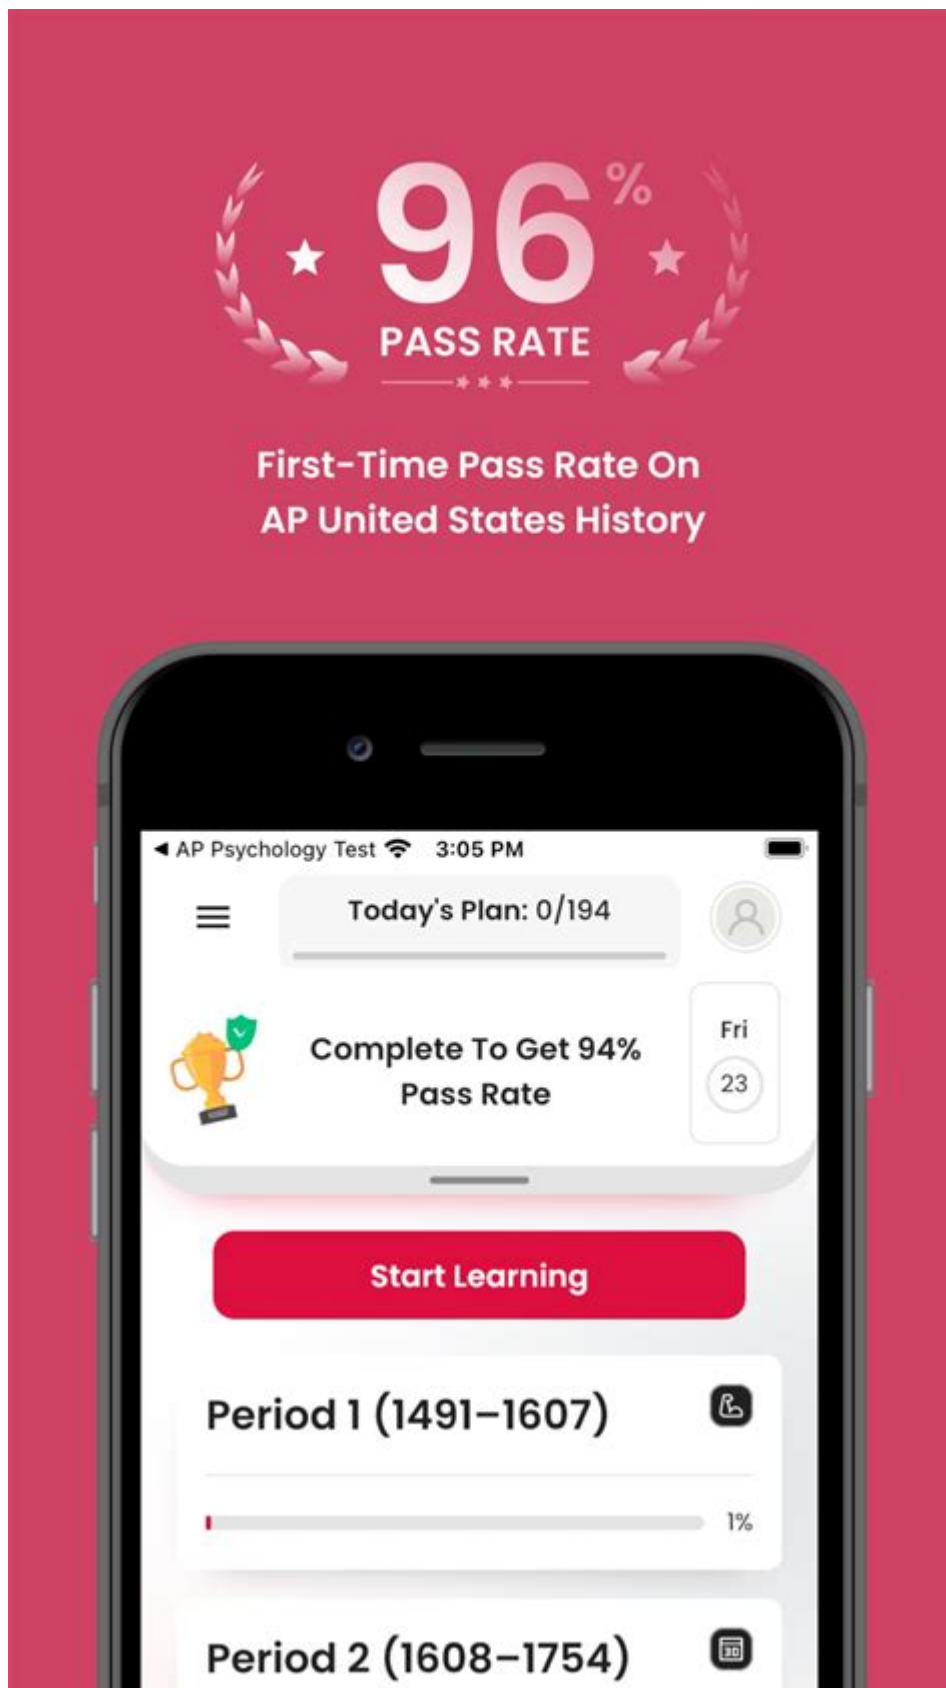 96%
PASS RATE
First-Time Pass Rate On
AP United States History
AP Psychology Test 3:05 PM
Today's Plan: 0/194
Complete To Get 94%
Pass Rate
Fri
23
Start Learning
Period 1 (1491–1607)
1%
Period 2 (1608–1754)
30